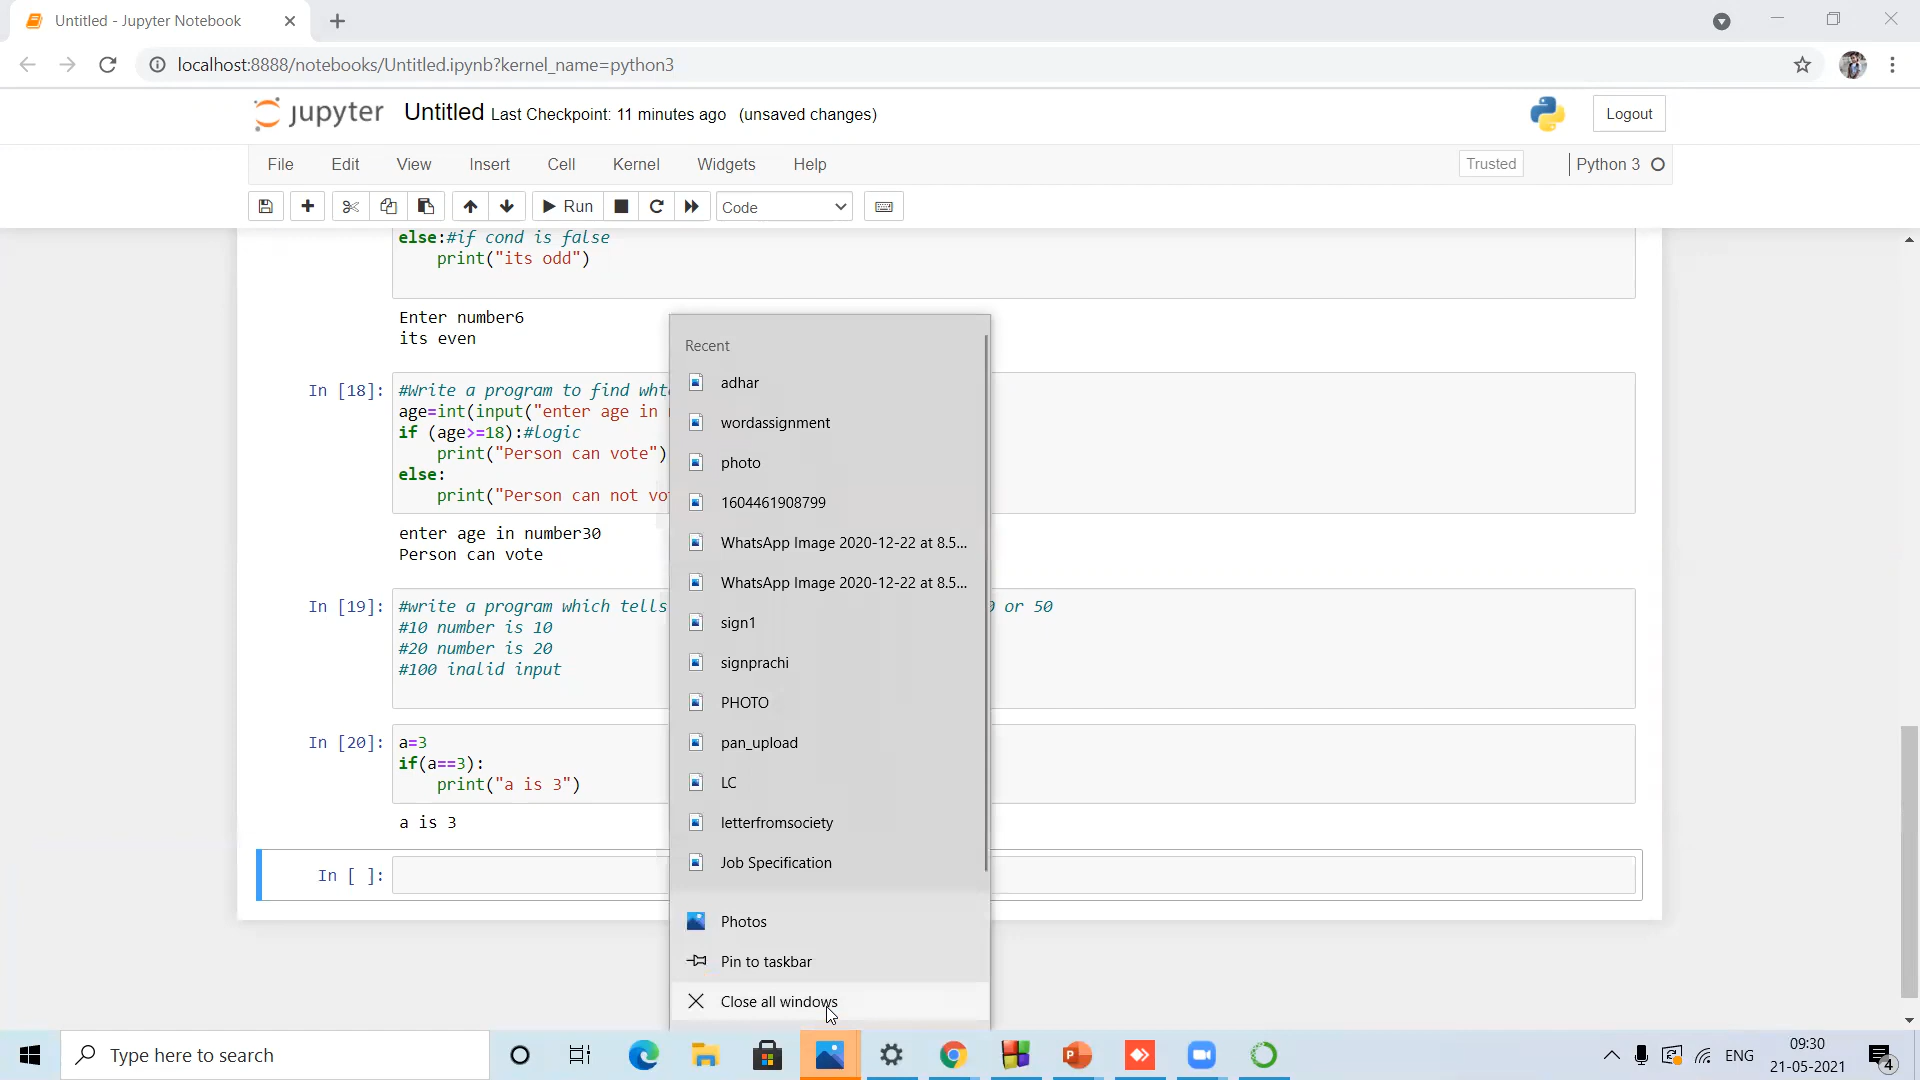 Untitled - Jupyter Notebook
localhost:8888/notebooks/Untitled.ipynb?kernel_name=python3
jupyter Untitled Last Checkpoint: 11 minutes ago (unsaved changes) Logout
File Edit View Insert Cell Kernel Widgets Help Trusted Python 3
Run Code
else:#if cond is false
print("its odd")
Enter number6
its even
In [18]: #Write a program to find
age=int(input("enter age in
if (age>=18):#logic
print("Person can vote")
else:
print("Person can not
enter age in number30
Person can vote
In [19]: #write a program which tells or 50
#10 number is 10
#20 number is 20
#100 inalid input
In [20]: a=3
if(a==3):
print("a is 3")
a is 3
In [ ]:
Recent
adhar
wordassignment
photo
1604461908799
WhatsApp Image 2020-12-22 at 8.5...
WhatsApp Image 2020-12-22 at 8.5...
sign1
signprachi
PHOTO
pan_upload
LC
letterfromsociety
Job Specification
Photos
Pin to taskbar
Close all windows
Type here to search
ENG
09:30
21-05-2021
4